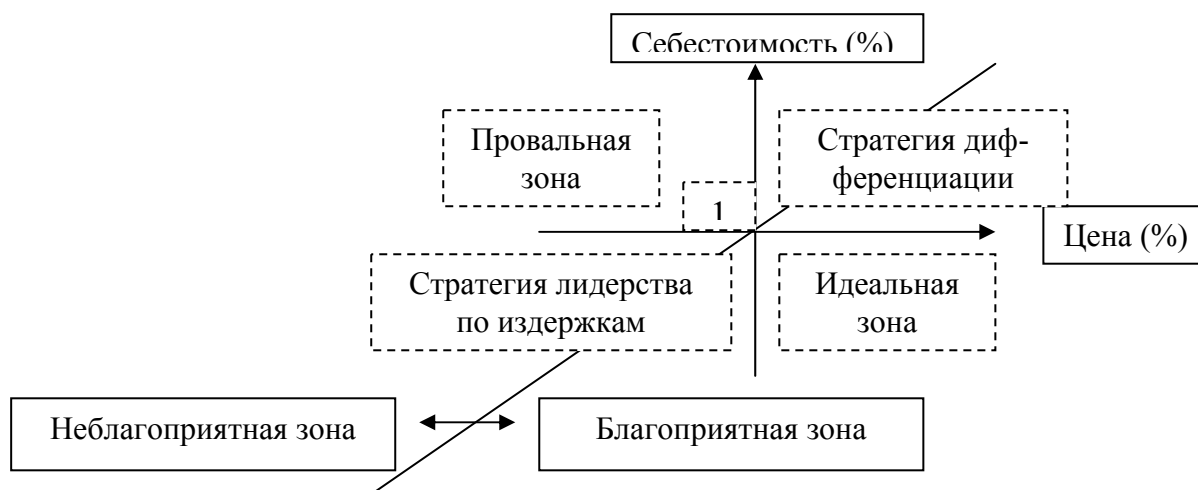 Себестоимость (%)
Провальная
зона
Стратегия диф-
ференциации
1
Цена (%)
Стратегия лидерства
по издержкам
Идеальная
зона
Неблагоприятная зона
Благоприятная зона